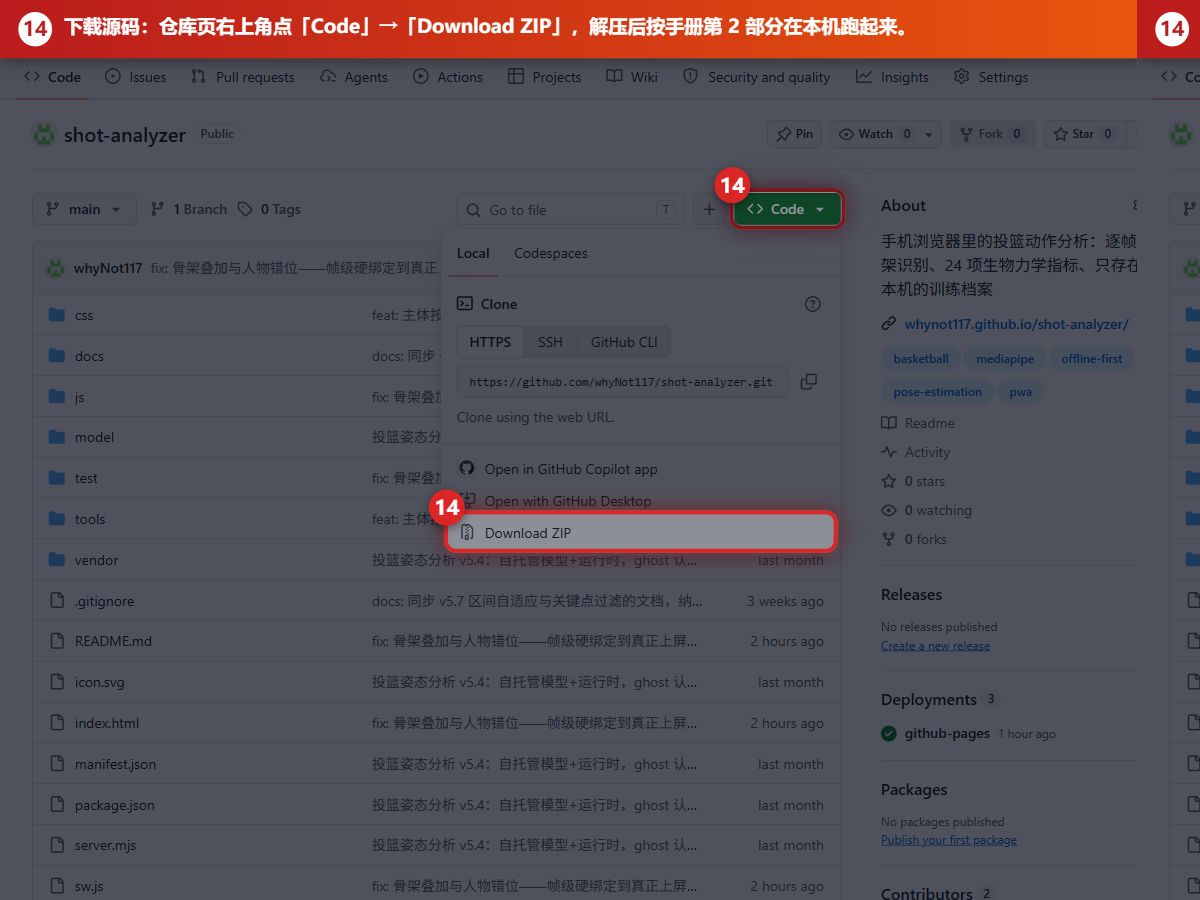 14 下载源码：仓库页右上角点「Code」→「Download ZIP」，解压后按手册第 2 部分在本机跑起来。 14
Code Issues Pull requests Agents Actions Projects Wiki Security and quality Insights Settings
shot-analyzer Public Pin Watch 0 Fork 0 Star 0
14
main 1 Branch 0 Tags Go to file T + Code
Local Codespaces
whyNot117 fix: 骨架叠加与人物错位——帧级硬绑定到真正上
Clone
HTTPS SSH GitHub CLI
https://github.com/whyNot117/shot-analyzer.git
Clone using the web URL.
Open in GitHub Copilot app
Open with GitHub Desktop
14
Download ZIP
css feat: 主体按
docs docs: 同步
js fix: 骨架叠
model 投篮姿态分
test fix: 骨架叠
tools feat: 主体
vendor 投篮姿态分析 v5.4：自托管模型+运行时，ghost 认... last month
.gitignore docs: 同步 v5.7 区间自适应与关键点过滤的文档，纳... 3 weeks ago
README.md fix: 骨架叠加与人物错位——帧级硬绑定到真正上屏... 2 hours ago
icon.svg 投篮姿态分析 v5.4：自托管模型+运行时，ghost 认... last month
index.html fix: 骨架叠加与人物错位——帧级硬绑定到真正上屏... 2 hours ago
manifest.json 投篮姿态分析 v5.4：自托管模型+运行时，ghost 认... last month
package.json 投篮姿态分析 v5.4：自托管模型+运行时，ghost 认... last month
server.mjs 投篮姿态分析 v5.4：自托管模型+运行时，ghost 认... last month
sw.js fix: 骨架叠加与人物错位——帧级硬绑定到真正上屏... 2 hours ago
About
手机浏览器里的投篮动作分析：逐帧
架识别、24 项生物力学指标、只存在
本机的训练档案
whynot117.github.io/shot-analyzer/
basketball mediapipe offline-first
pose-estimation pwa
Readme
Activity
0 stars
0 watching
0 forks
Releases
No releases published
Create a new release
Deployments 3
github-pages 1 hour ago
Packages
No packages published
Publish your first package
Contributors 2